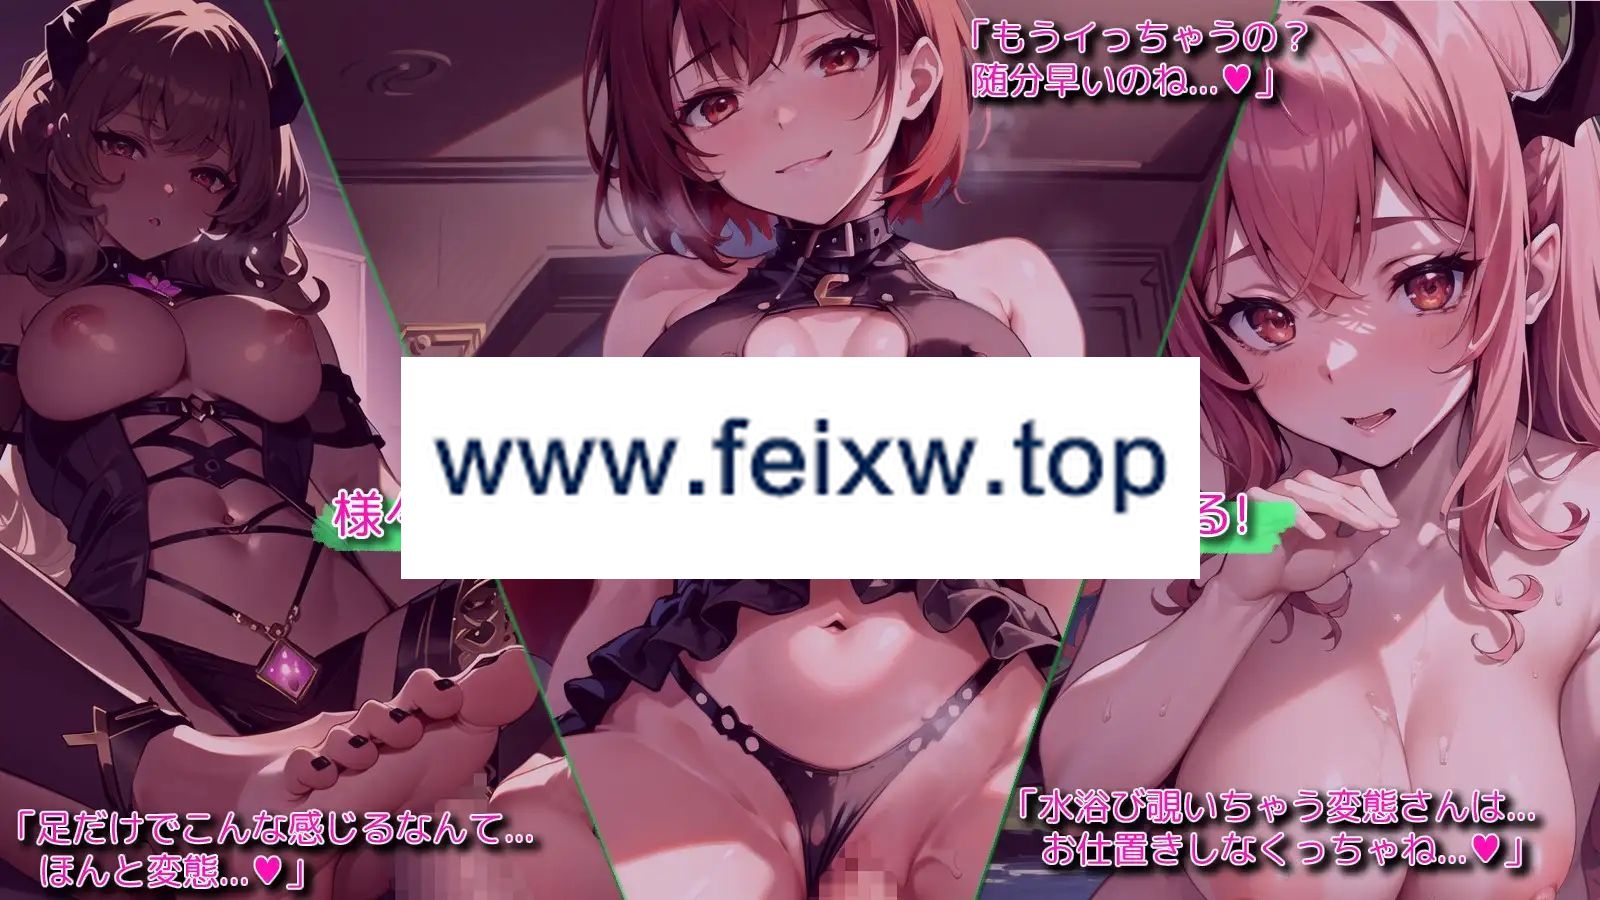 「もうイっちゃうの?
随分早いのね…♥」
www.feixw.top
様々
る!
「足だけでこんな感じるなんて…
ほんと変態…♥」
「水浴び覗いちゃう変態さんは…
お仕置きしなくっちゃね…♥」